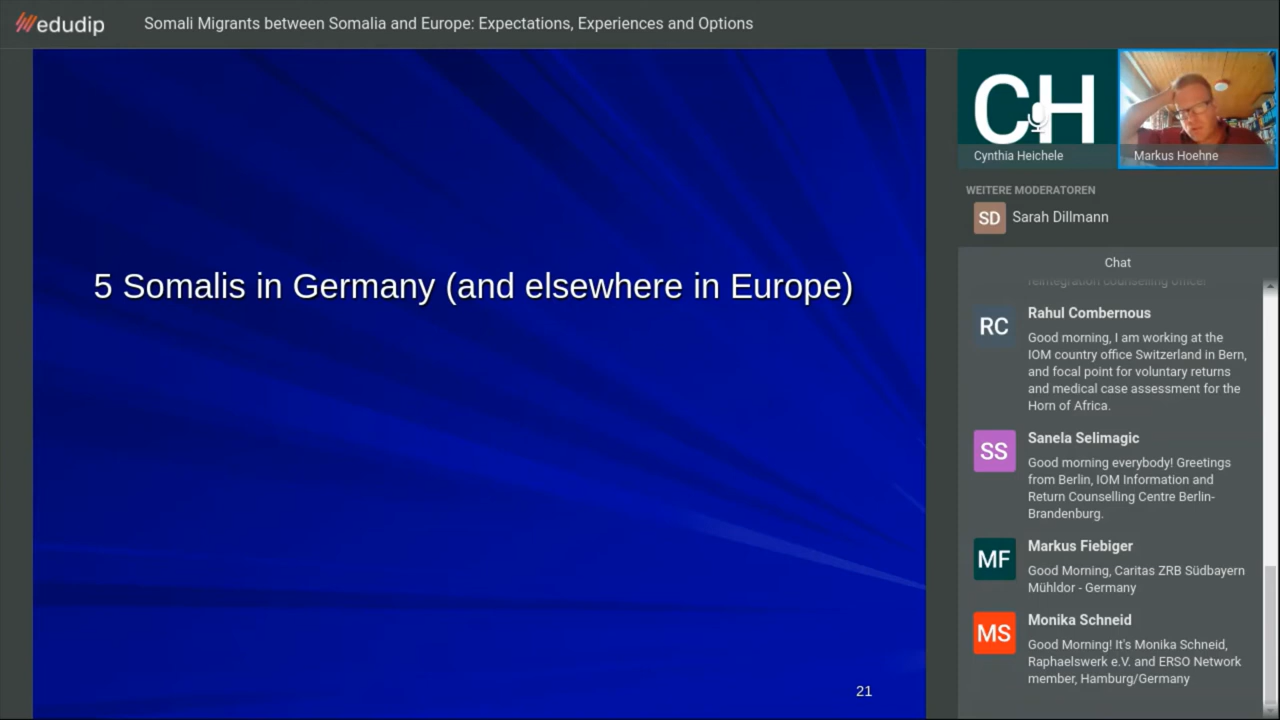 edudip
Somali Migrants between Somalia and Europe: Expectations, Experiences and Options
5 Somalis in Germany (and elsewhere in Europe)
21
CH
Cynthia Heichele
Markus Hoehne
WEITERE MODERATOREN
SD
Sarah Dillmann
Chat
reintegration counselling office!
RC
Rahul Combernous
Good morning, I am working at the
IOM country office Switzerland in Bern,
and focal point for voluntary returns
and medical case assessment for the
Horn of Africa.
SS
Sanela Selimagic
Good morning everybody! Greetings
from Berlin, IOM Information and
Return Counselling Centre Berlin-
Brandenburg.
MF
Markus Fiebiger
Good Morning, Caritas ZRB Südbayern
Mühldor - Germany
MS
Monika Schneid
Good Morning! It's Monika Schneid,
Raphaelswerk e.V. and ERSO Network
member, Hamburg/Germany